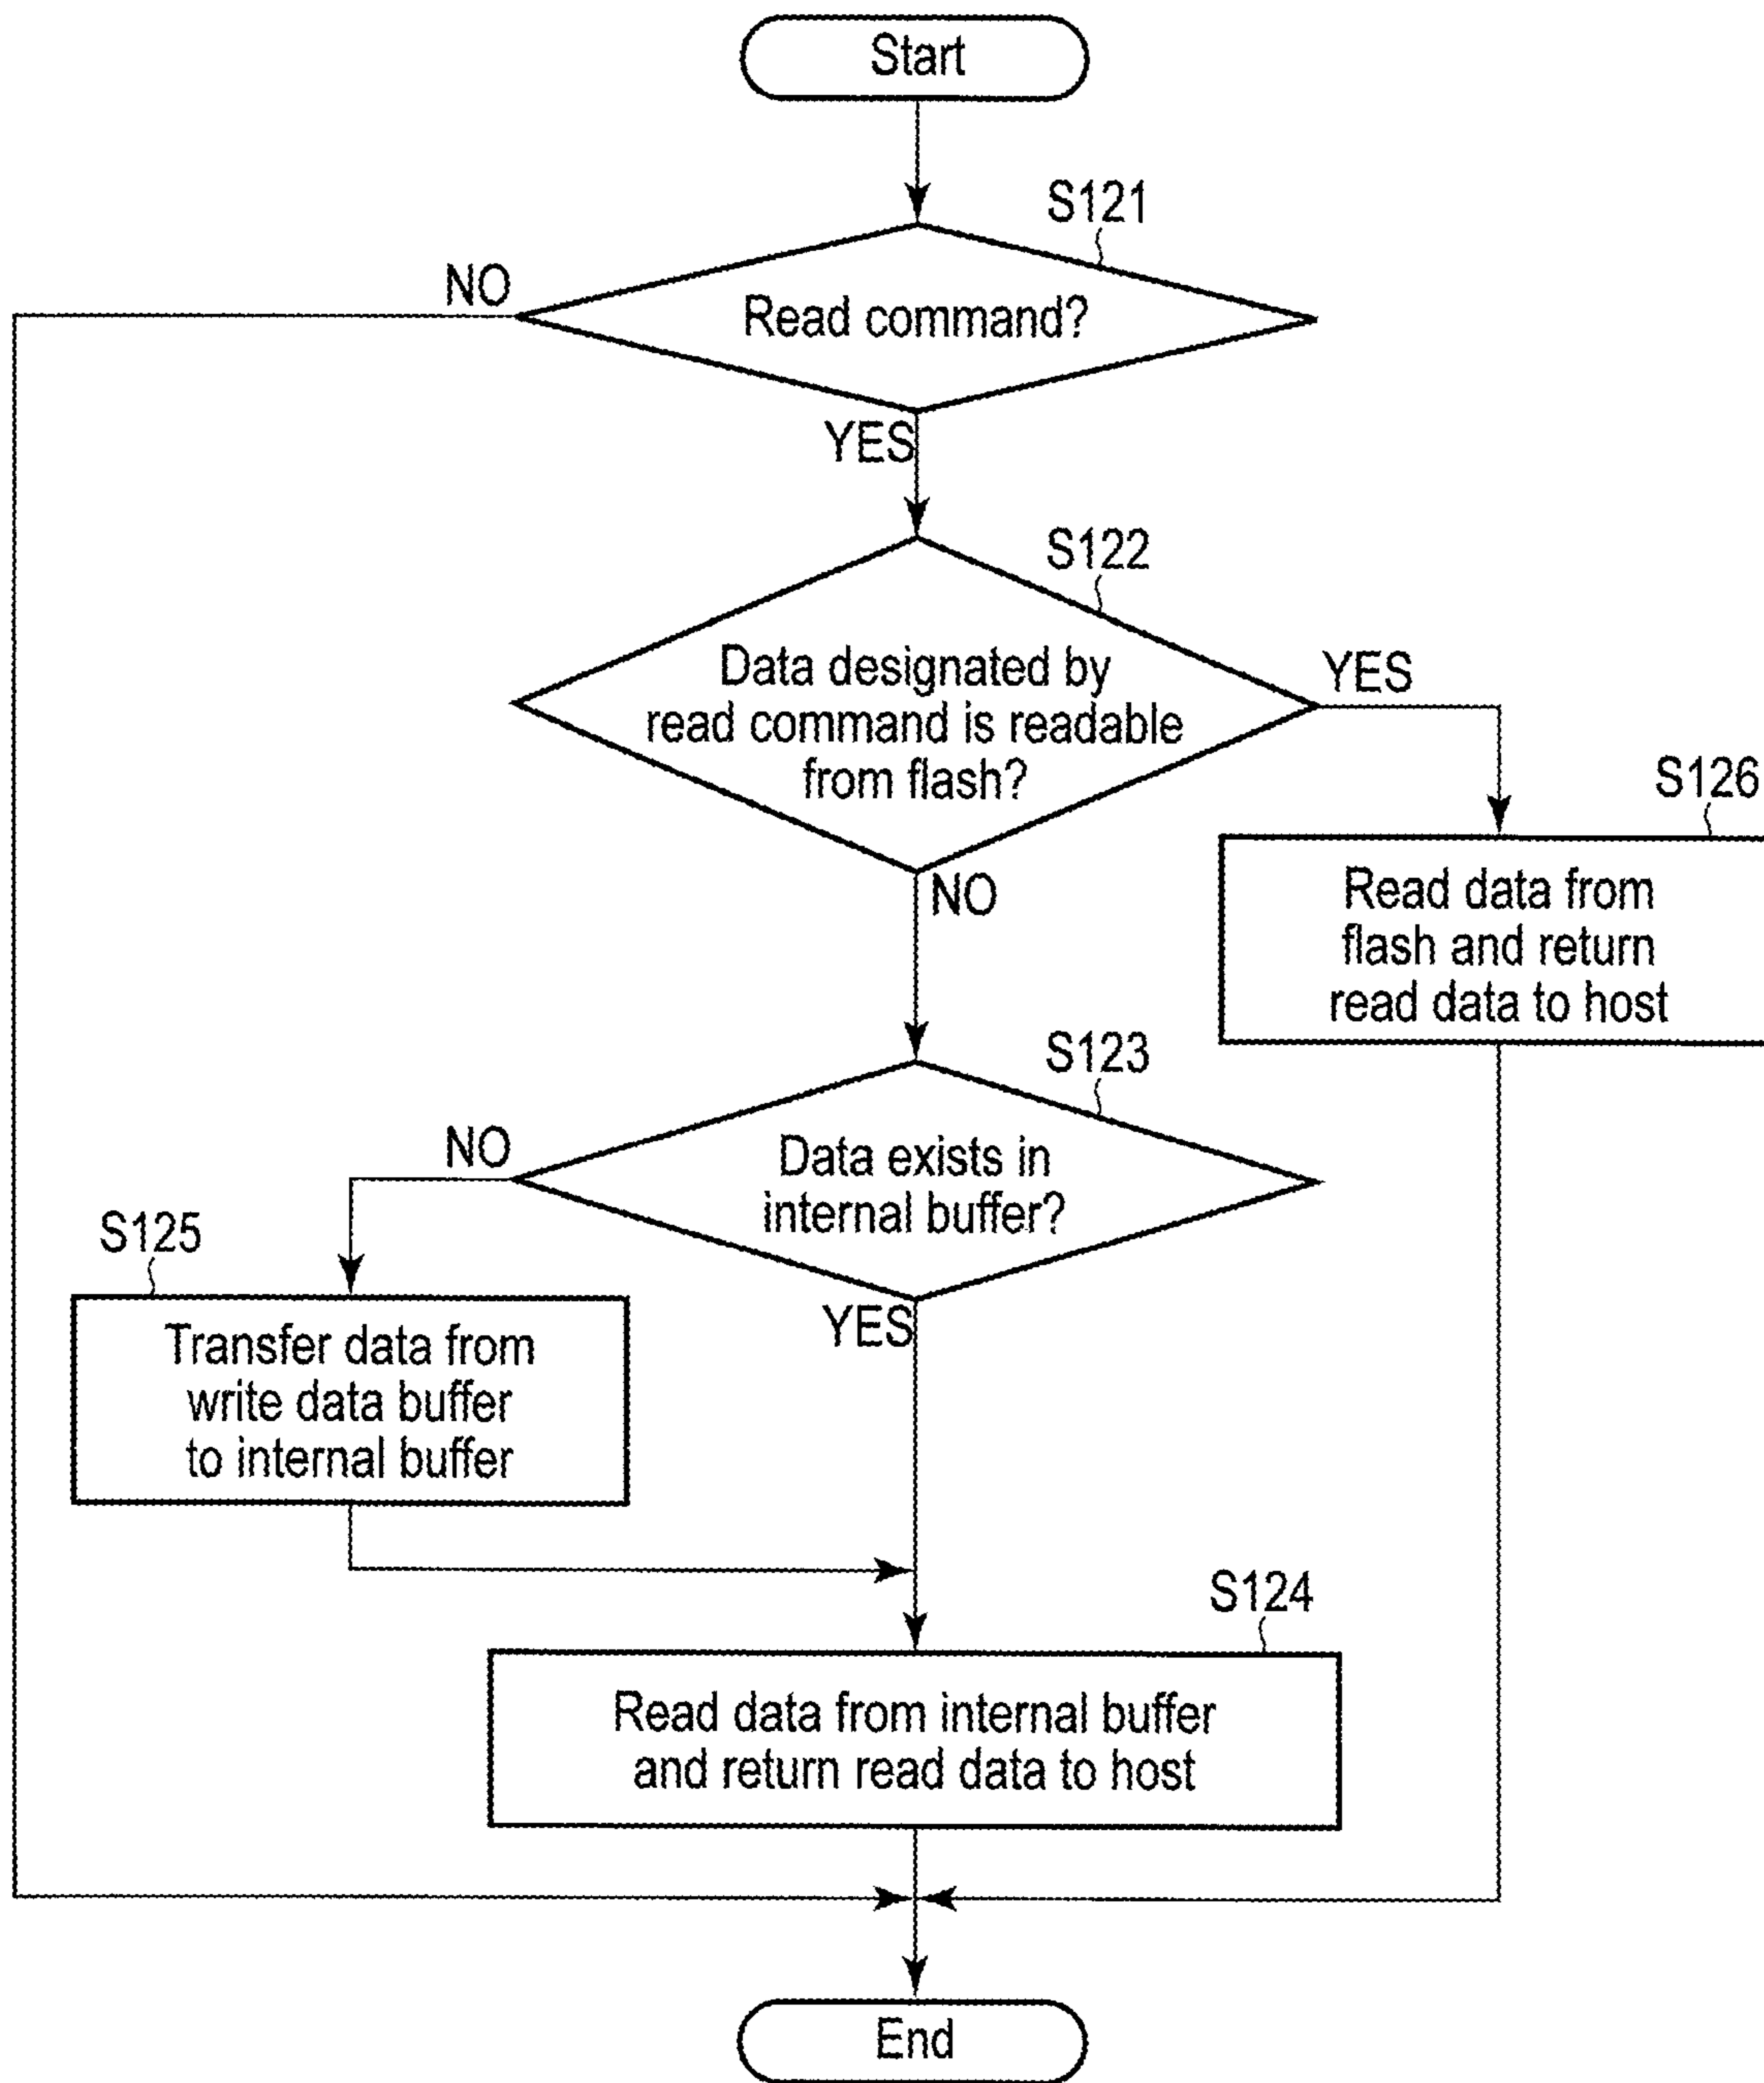 Start
S121
NO
Read command?
YES
S122
Data designated by
read command is readable
from flash?
YES
NO
S126
Read data from
flash and return
read data to host
S123
NO
Data exists in
internal buffer?
YES
S125
Transfer data from
write data buffer
to internal buffer
S124
Read data from internal buffer
and return read data to host
End